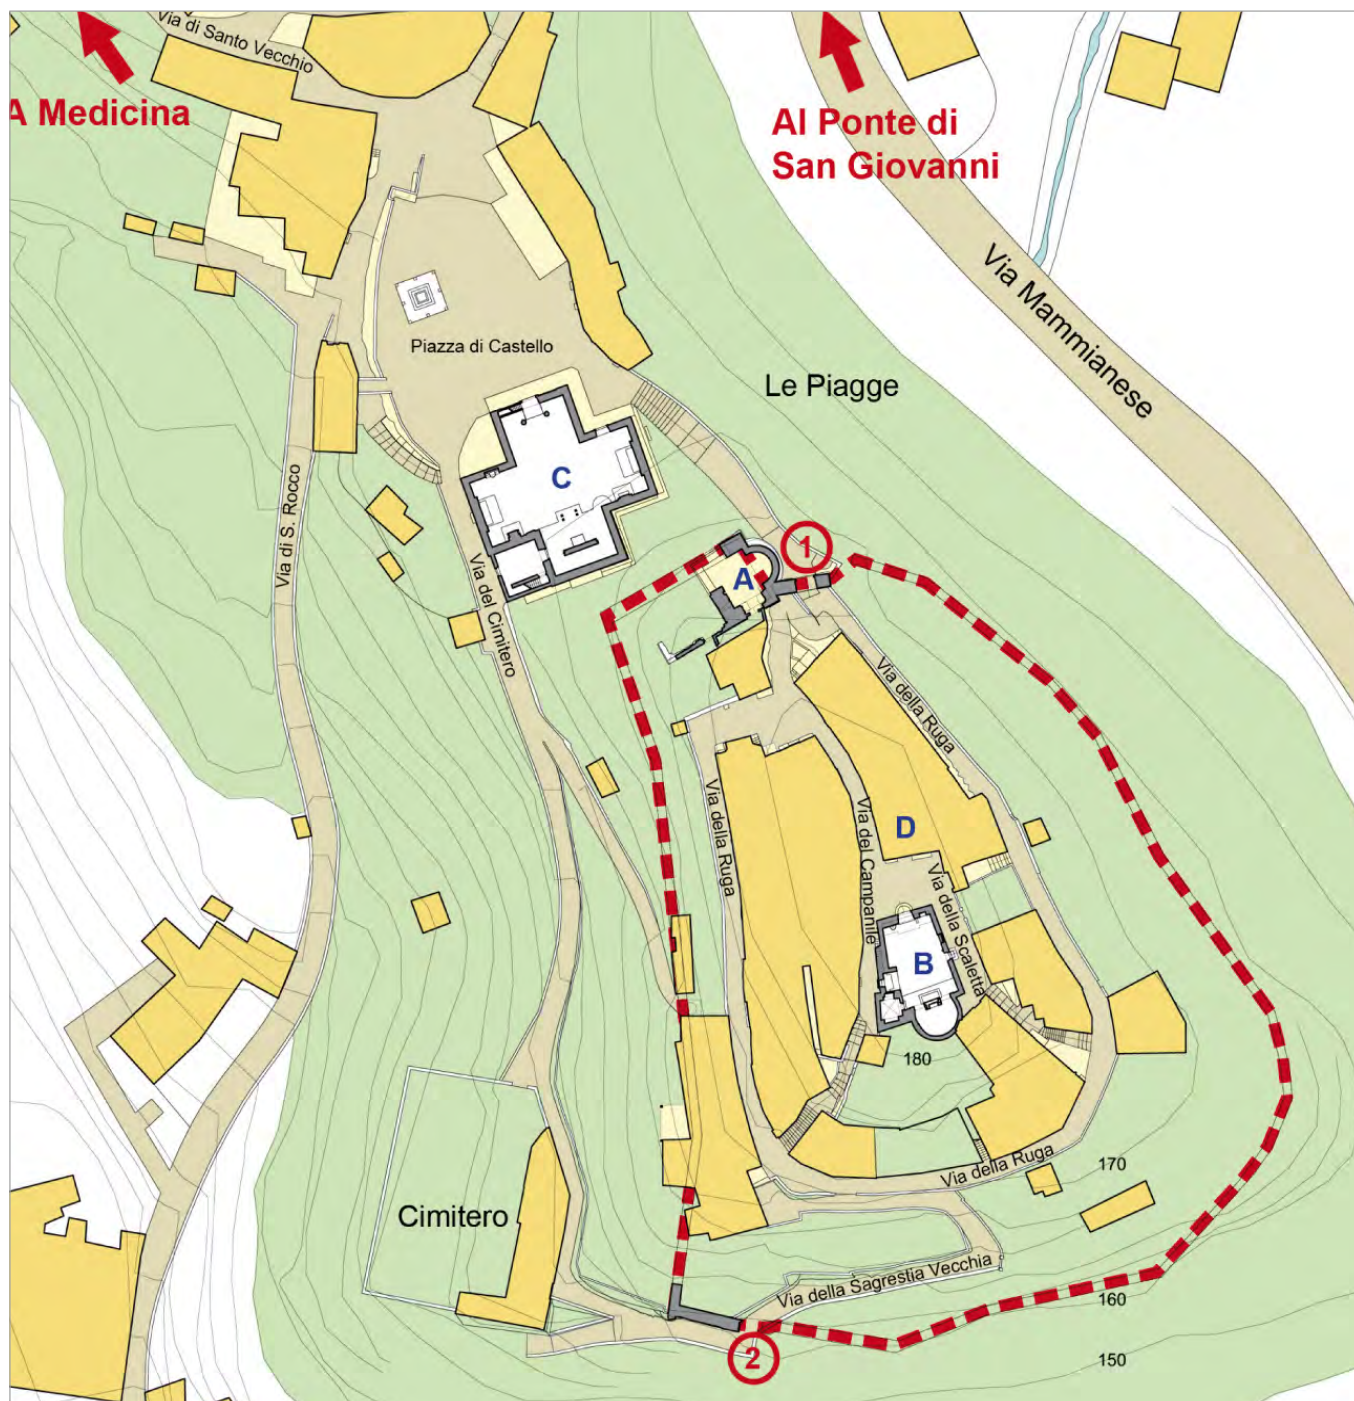 Via di Santo Vecchio
A Medicina
Al Ponte di
San Giovanni
Via Mammianese
Piazza di Castello
Le Piagge
C
Via di S. Rocco
Via del Cimitero
1
A
Via della Ruga
Via della Ruga
Via del Campanile
D
Via della Scaletta
B
180
Via della Ruga
170
Cimitero
Via della Sagrestia Vecchia
160
2
150